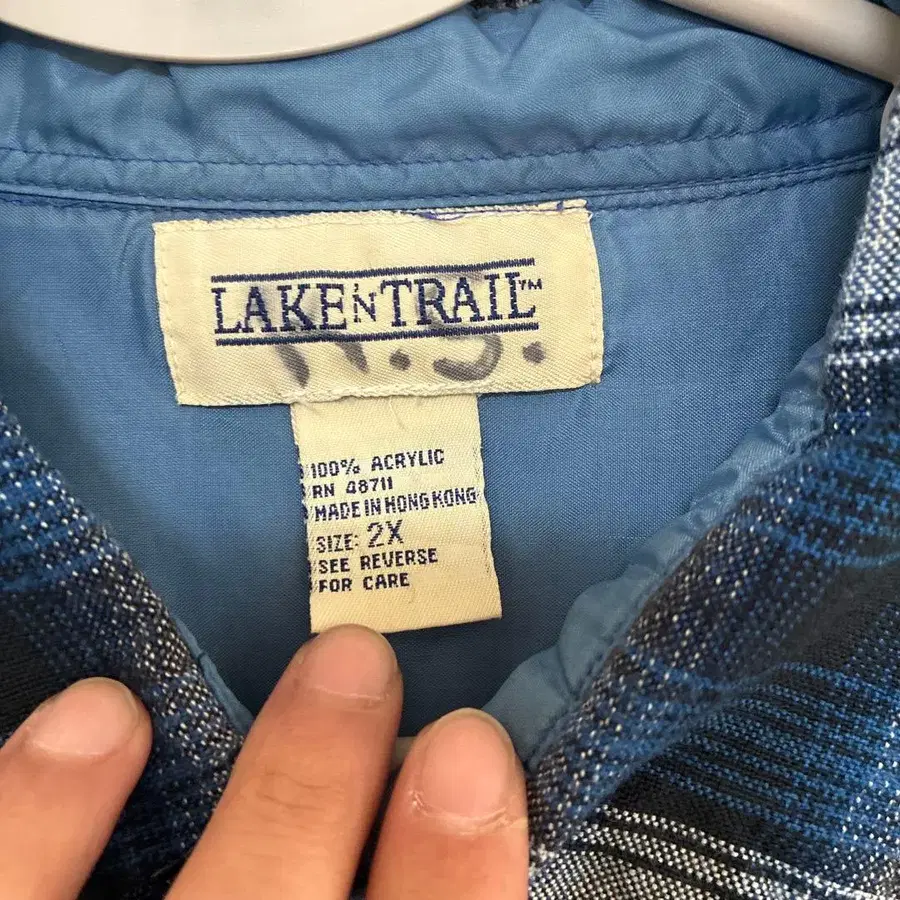 LAKE 'N TRAIL™
100% ACRYLIC
RN 48711
MADE IN HONG KONG
SIZE: 2X
SEE REVERSE
FOR CARE